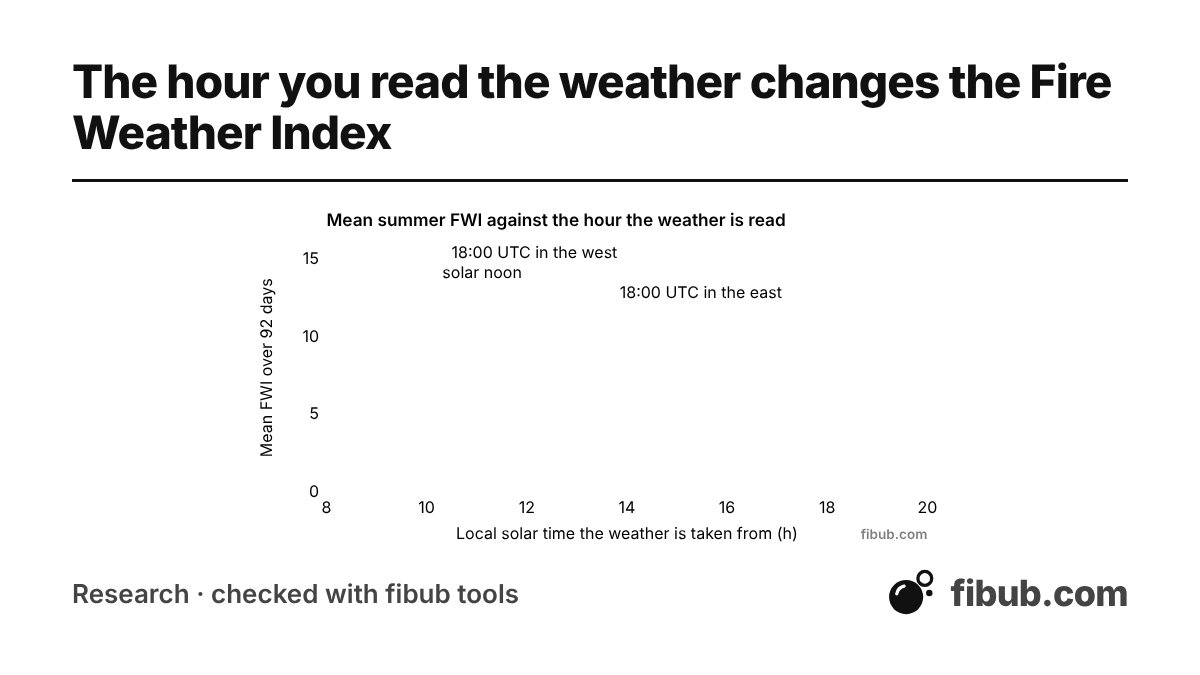 The hour you read the weather changes the Fire
Weather Index
Mean summer FWI against the hour the weather is read
18:00 UTC in the west
solar noon
18:00 UTC in the east
Mean FWI over 92 days
15
10
5
0
8 10 12 14 16 18 20
Local solar time the weather is taken from (h)
fibub.com
Research · checked with fibub tools
fibub.com